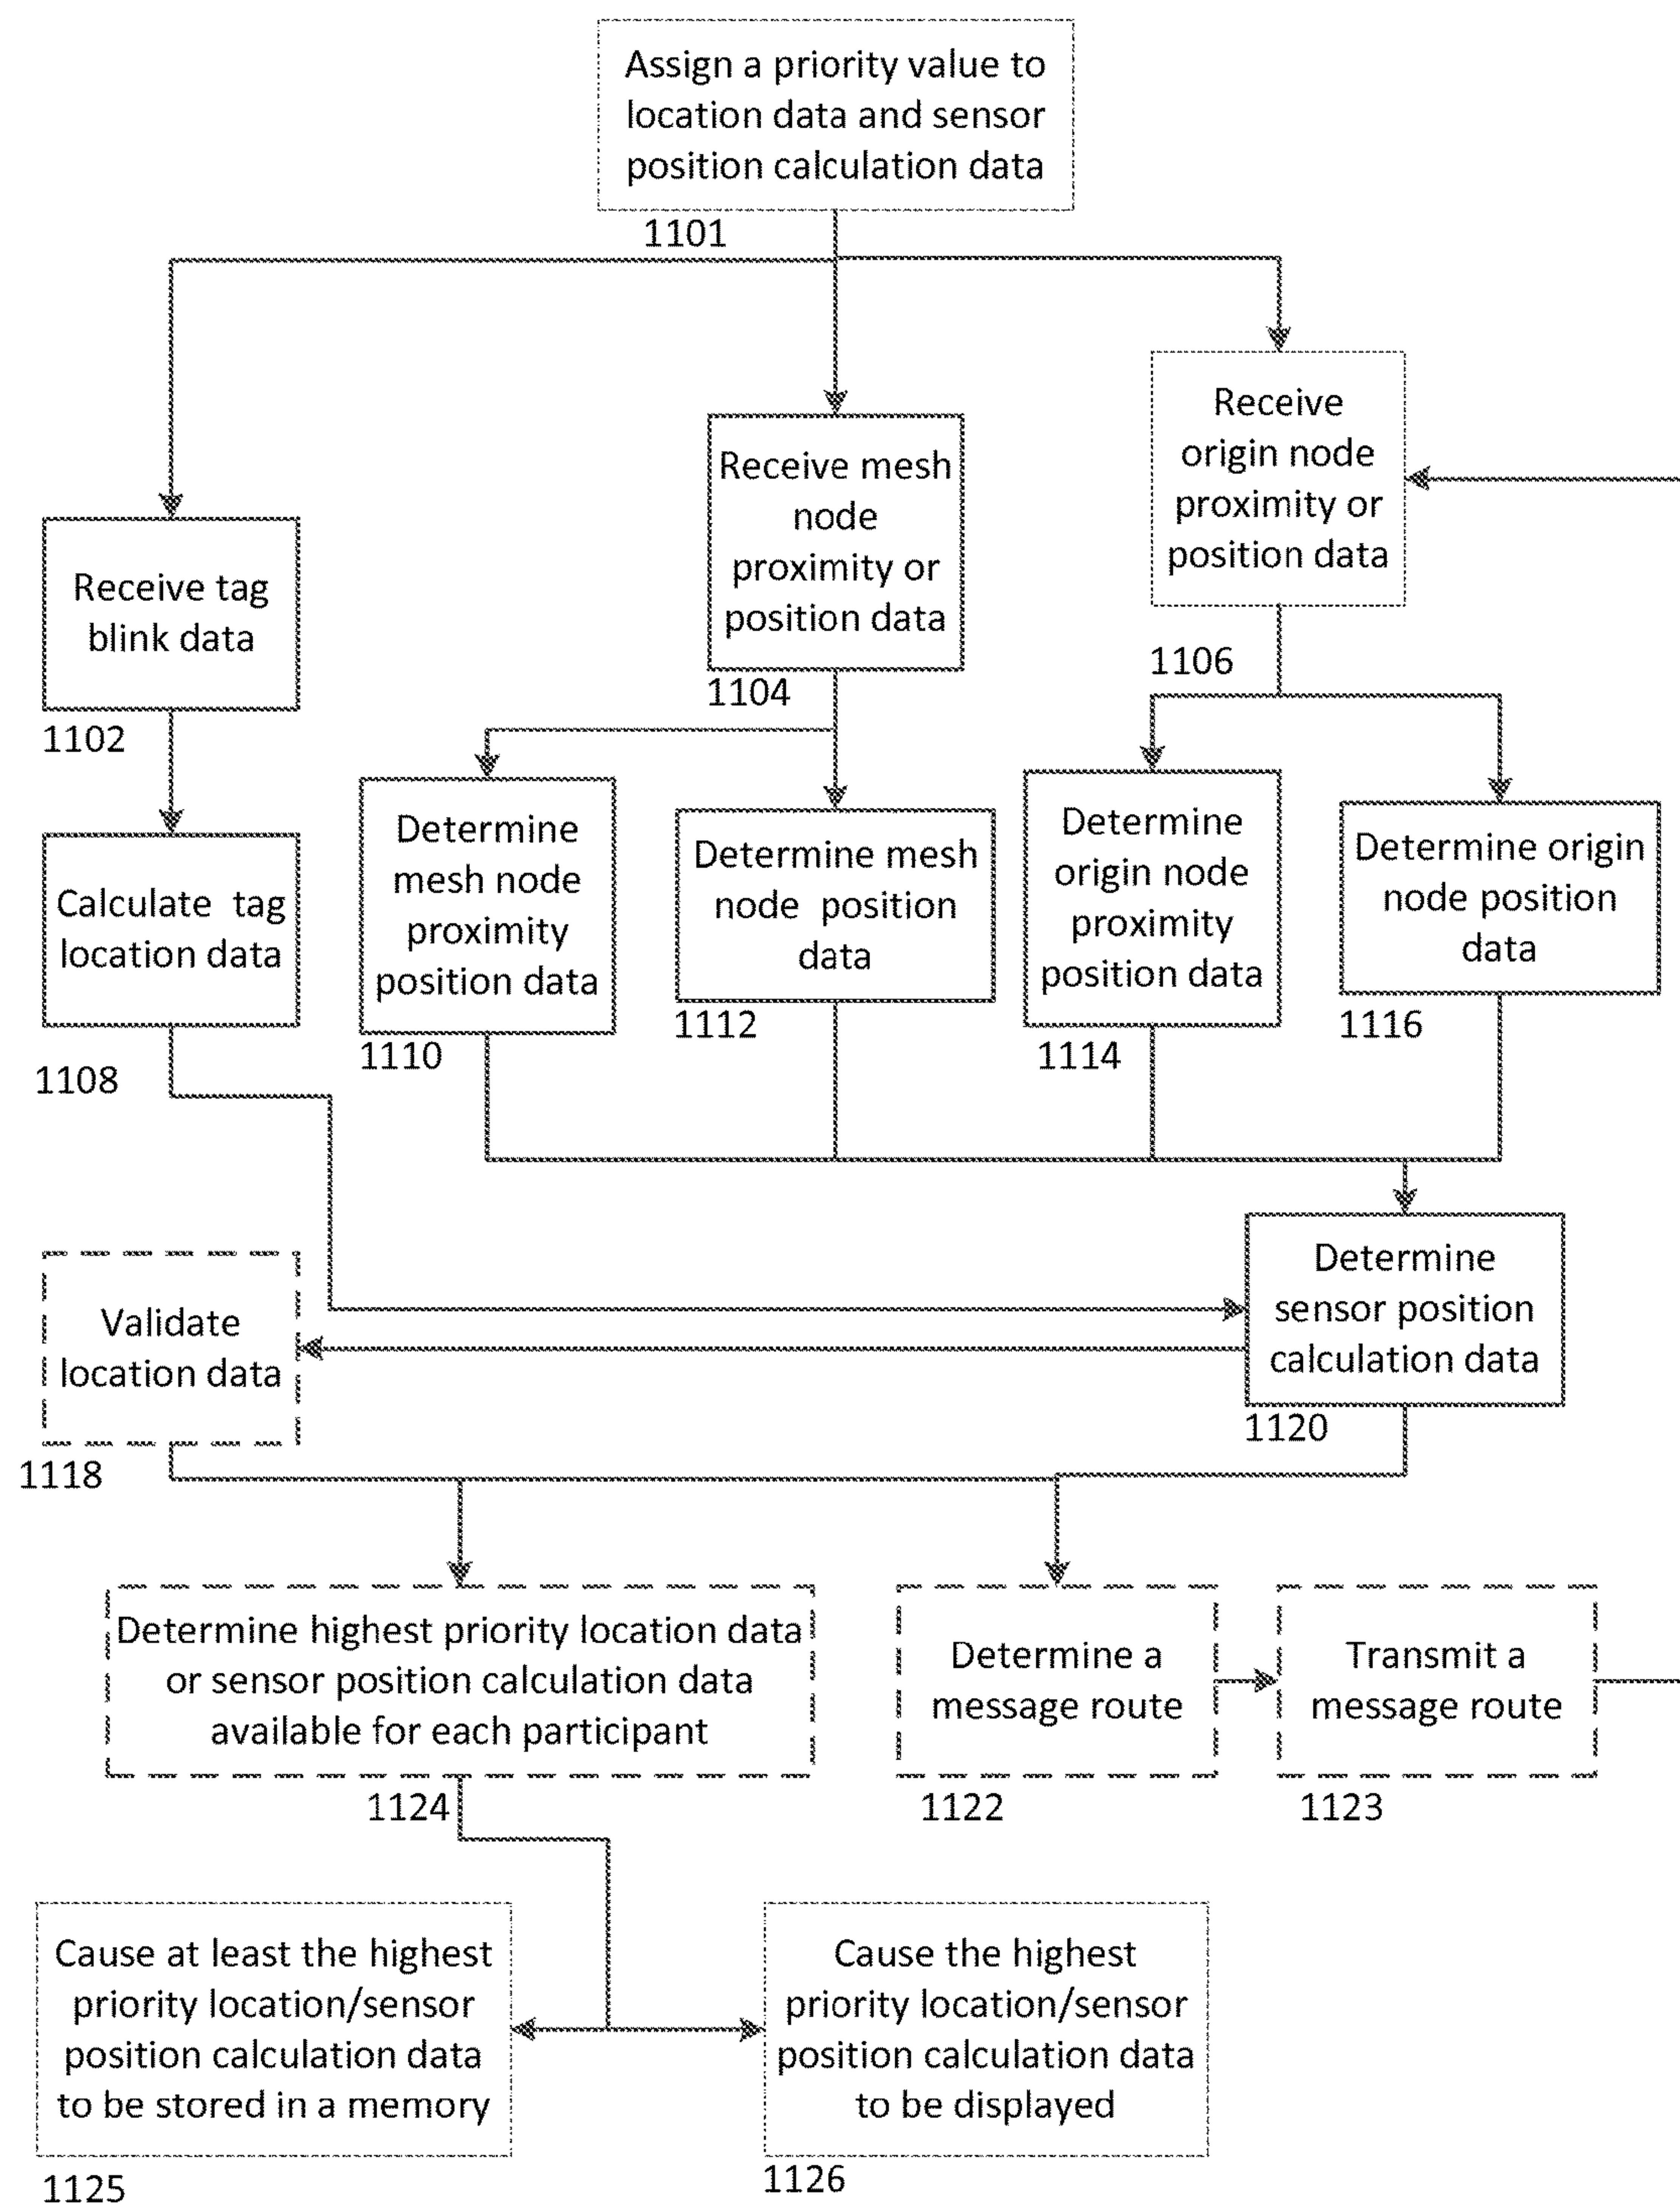 Assign a priority value to
location data and sensor
position calculation data
1101
Receive
origin node
proximity or
position data
1106
Receive mesh
node
proximity or
position data
1104
Receive tag
blink data
1102
Calculate tag
location data
1108
Determine
mesh node
proximity
position data
1110
Determine mesh
node position
data
1112
Determine
origin node
proximity
position data
1114
Determine origin
node position
data
1116
Validate
location data
1118
Determine
sensor position
calculation data
1120
Determine highest priority location data
or sensor position calculation data
available for each participant
1124
Determine a
message route
1122
Transmit a
message route
1123
Cause at least the highest
priority location/sensor
position calculation data
to be stored in a memory
1125
Cause the highest
priority location/sensor
position calculation data
to be displayed
1126